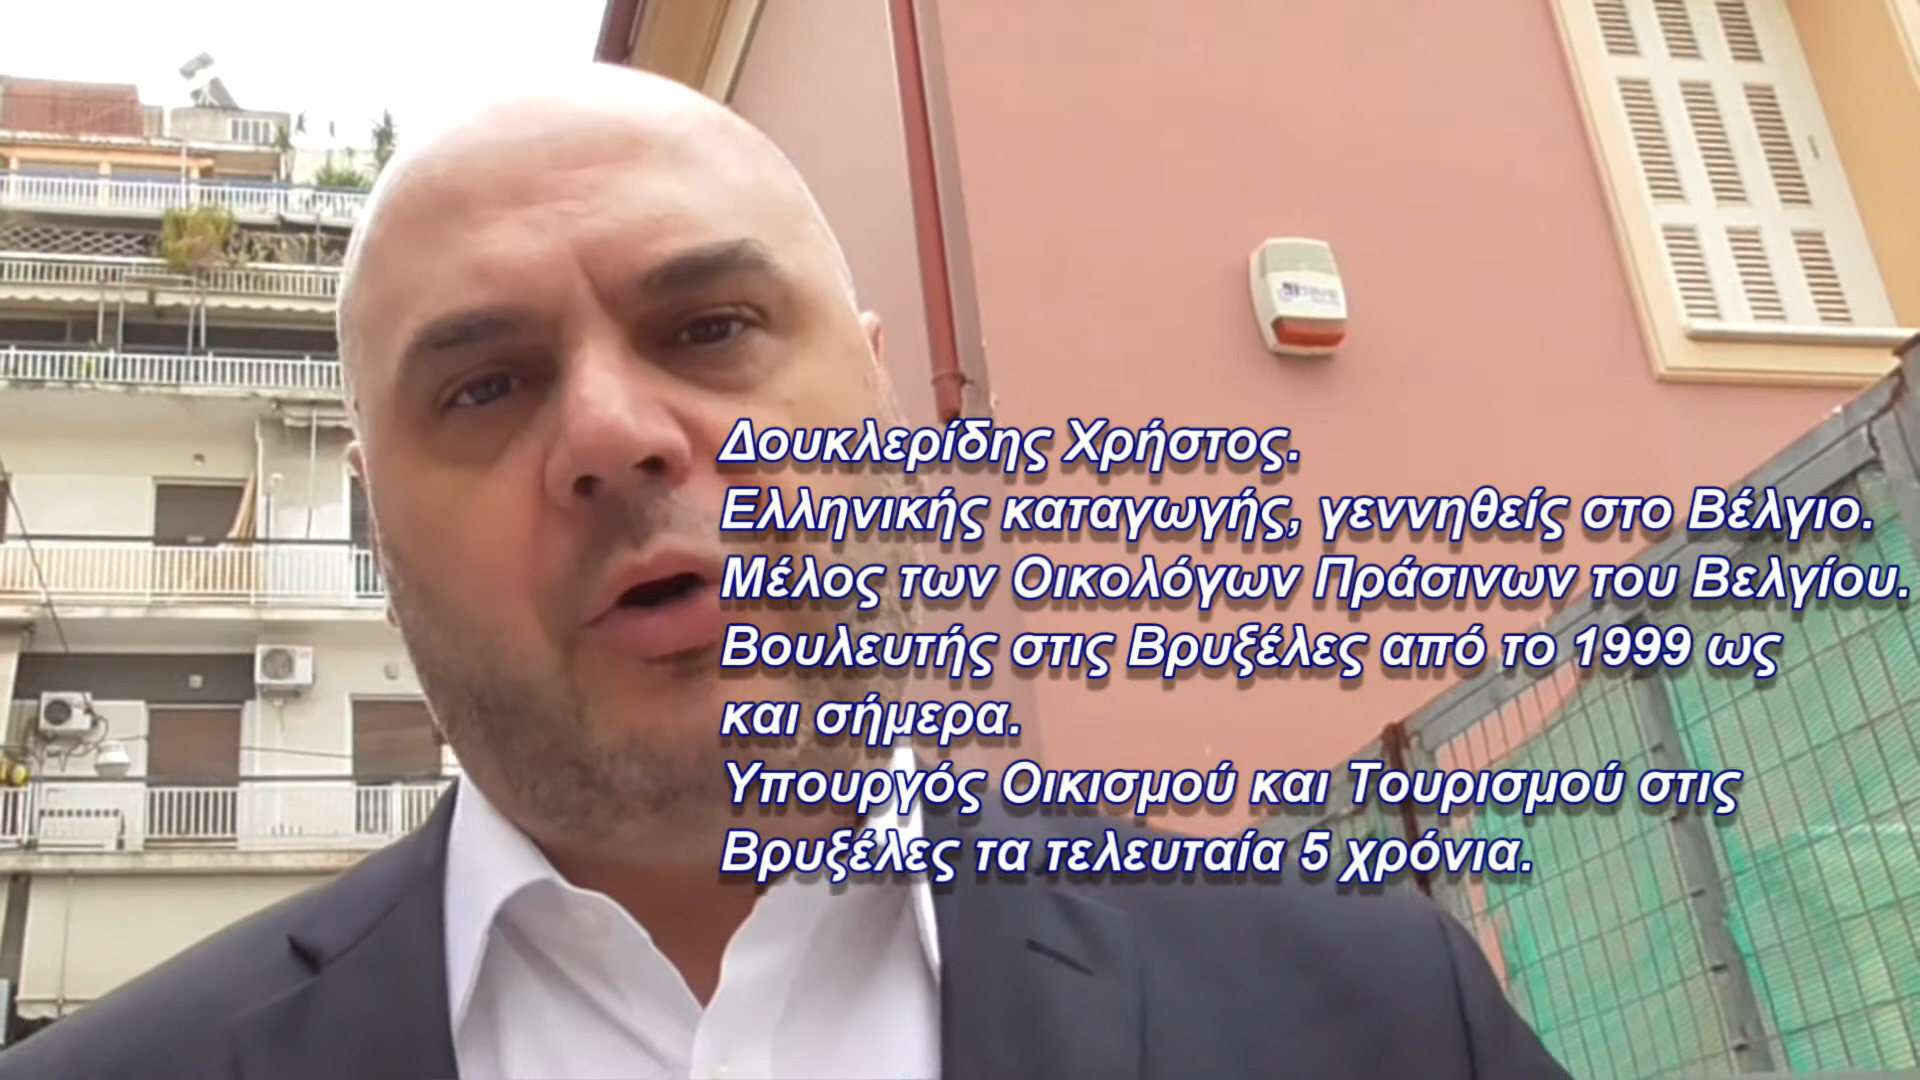 Δουκλερίδης Χρήστος.
Ελληνικής καταγωγής, γεννηθείς στο Βέλγιο.
Μέλος των Οικολόγων Πράσινων του Βελγίου.
Βουλευτής στις Βρυξέλες από το 1999 ως
και σήμερα.
Υπουργός Οικισμού και Τουρισμού στις
Βρυξέλες τα τελευταία 5 χρόνια.